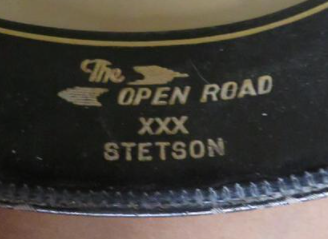 The
OPEN ROAD
XXX
STETSON